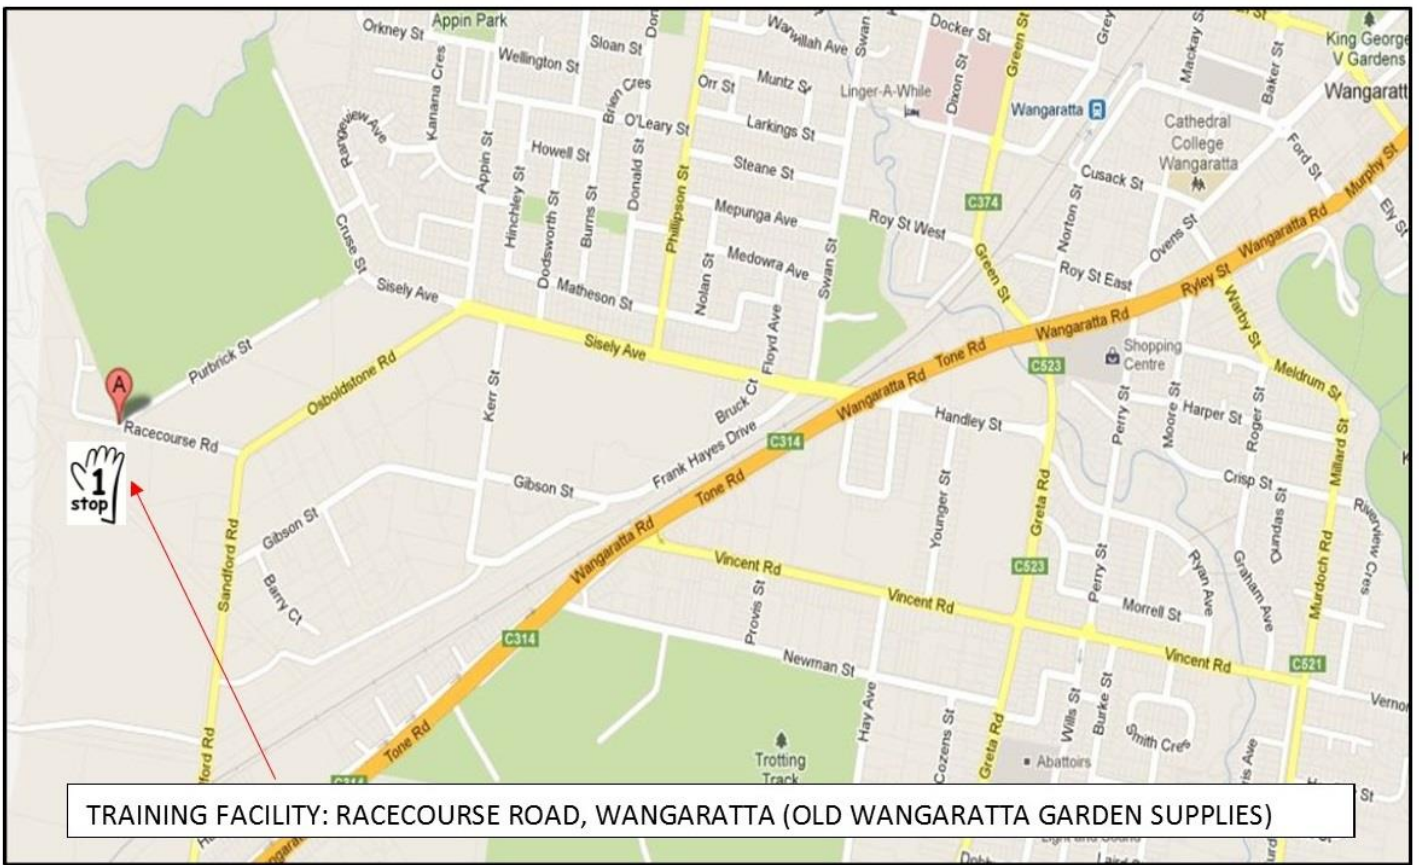 Appin Park
Orkney St
Kanana Cres
Wellington St
Sloan St
Brien Cres
Orr St
Muntz St
Swan St
Docker St
Dixon St
Green St
Mackay St
Baker St
King George
V Gardens
Linger-A-While
Wangaratta
Rangeview Ave
Appin St
O'Leary St
Howell St
Larkings St
Steane St
Cathedral
College
Wangaratta
Ford St
Murphy St
Cusack St
Norton St
Hinchley St
Dodsworth St
Burns St
Donald St
Phillipson St
Mepunga Ave
Medowra Ave
Nolan St
Swan St
Roy St West
C374
Green St
Roy St East
Ovens St
Wangaratta Rd
Ely St
Cruse St
Sisely Ave
Matheson St
Floyd Ave
Ryley St
Warby St
Wangaratta Rd
Tone Rd
Sisely Ave
Purbrick St
Osboldstone Rd
Kerr St
Bruck Ct
Wangaratta Rd
C523
Shopping
Centre
Meldrum St
A
Racecourse Rd
Frank Hayes Drive
C314
Handley St
Perry St
Moore St
Harper St
Roger St
Millard St
1
stop
Gibson St
Tone Rd
Younger St
Greta Rd
Crisp St
Dundas St
Riverview Cres
Sandford Rd
Gibson St
Barry Ct
Wangaratta Rd
Vincent Rd
Vincent Rd
Provis St
C523
Perry St
Ryan Ave
Graham Ave
Murdoch Rd
Morrell St
C314
Newman St
Vincent Rd
C521
Hay Ave
Cozens St
Greta Rd
Wills St
Burke St
Smith Cres
Tone Rd
Trotting
Track
Abattoirs
TRAINING FACILITY: RACECOURSE ROAD, WANGARATTA (OLD WANGARATTA GARDEN SUPPLIES)